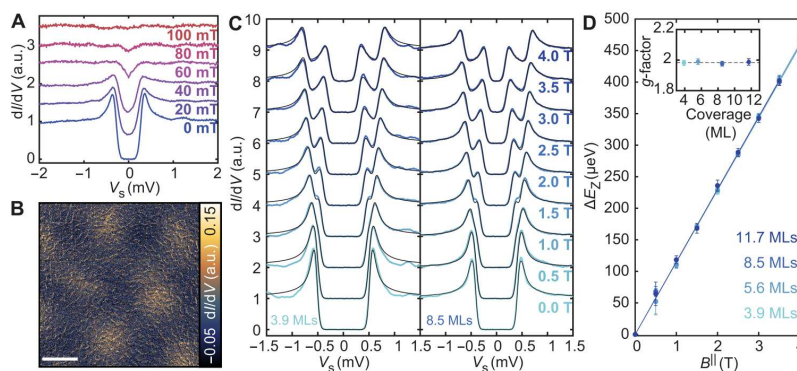 A
dI/dV (a.u.)
3
2
1
0
100 mT
80 mT
60 mT
40 mT
20 mT
0 mT
−2
−1
0
1
2
Vs (mV)
B
−0.05 dI/dV (a.u.) 0.15
C
dI/dV (a.u.)
10
9
8
7
6
5
4
3
2
1
0
4.0 T
3.5 T
3.0 T
2.5 T
2.0 T
1.5 T
1.0 T
0.5 T
0.0 T
3.9 MLs
8.5 MLs
−1.5 −1 −0.5 0 0.5 1
−1.5 −1 −0.5 0 0.5 1 1.5
Vs (mV)
Vs (mV)
D
ΔEZ (μeV)
500
450
400
350
300
250
200
150
100
50
0
g-factor
2.2
2
1.8
4 6 8 10 12
Coverage
(ML)
11.7 MLs
8.5 MLs
5.6 MLs
3.9 MLs
0 1 2 3 4
B|| (T)